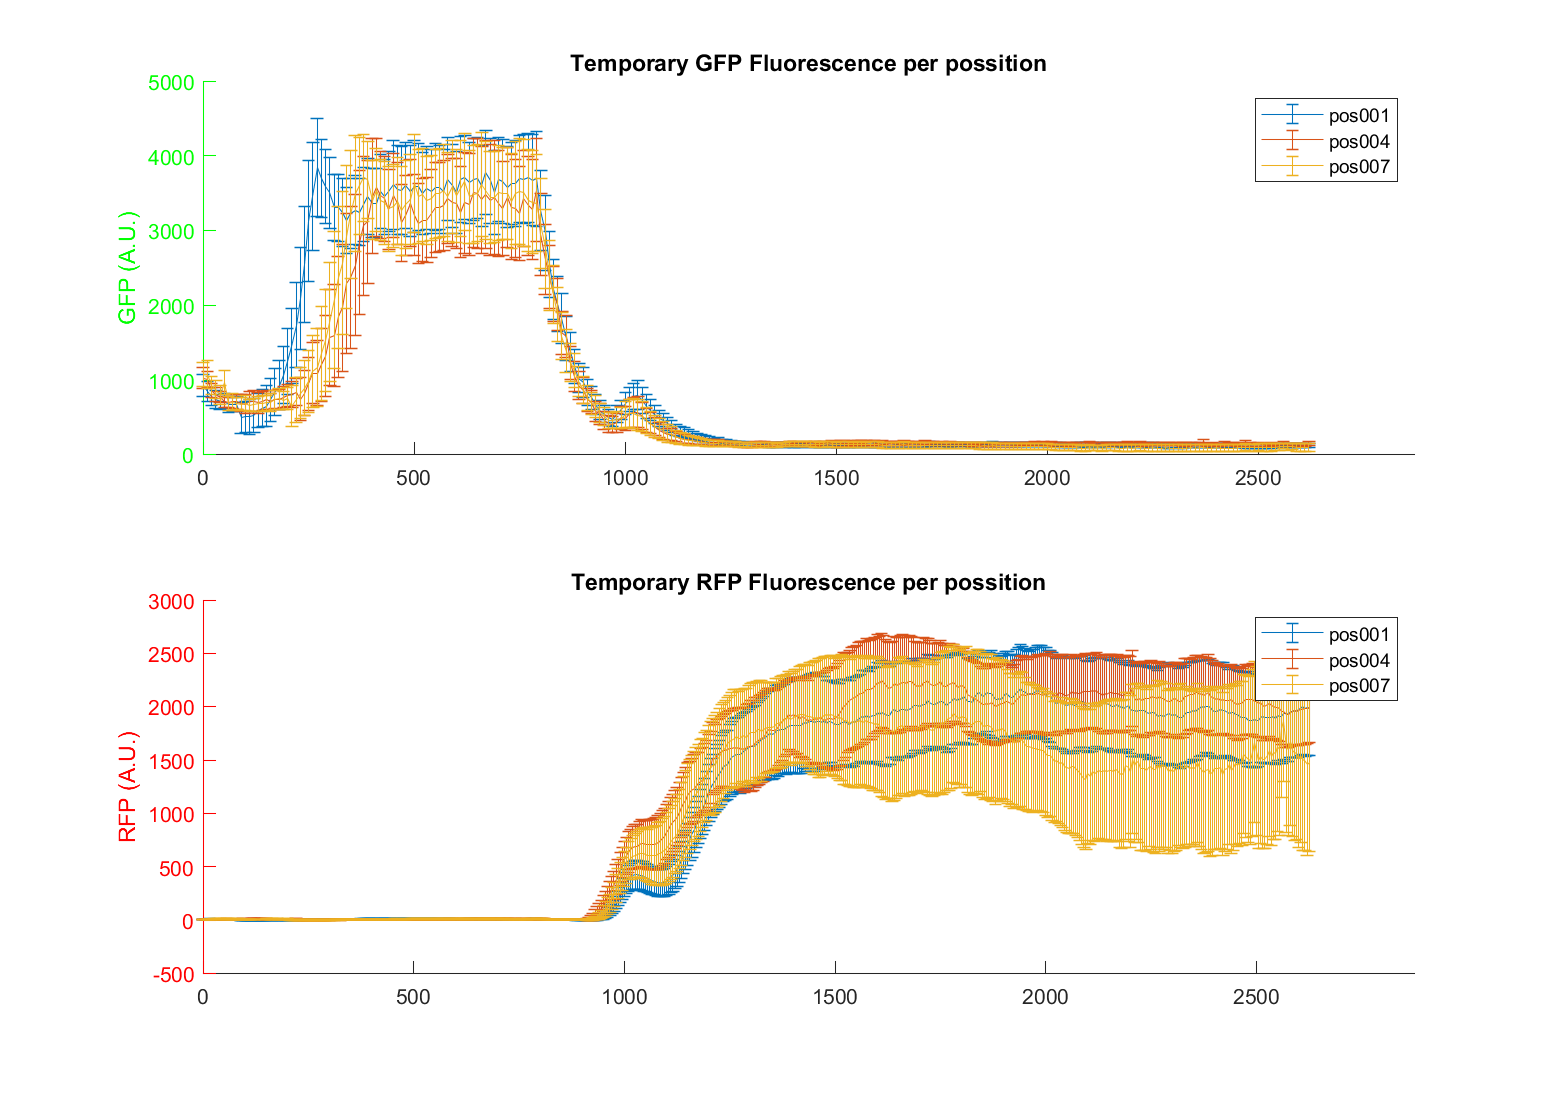 Temporary GFP Fluorescence per possition
5000
4000
3000
2000
1000
0
GFP (A.U.)
0 500 1000 1500 2000 2500
pos001
pos004
pos007
Temporary RFP Fluorescence per possition
3000
2500
2000
1500
1000
500
0
-500
RFP (A.U.)
0 500 1000 1500 2000 2500
pos001
pos004
pos007